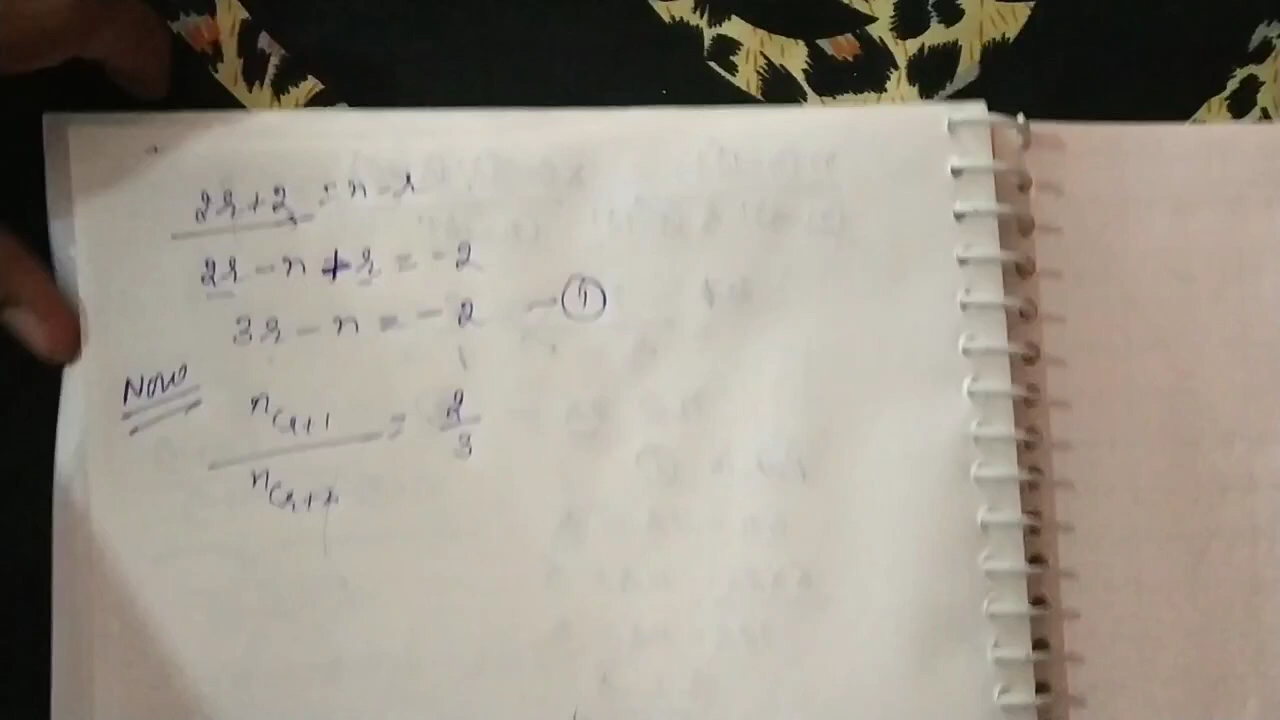 2r+2 = n-r
2r - n + r = -2
3r - n = - 2 - ①
Now
nCr+1 / nCr+2 = 2/3